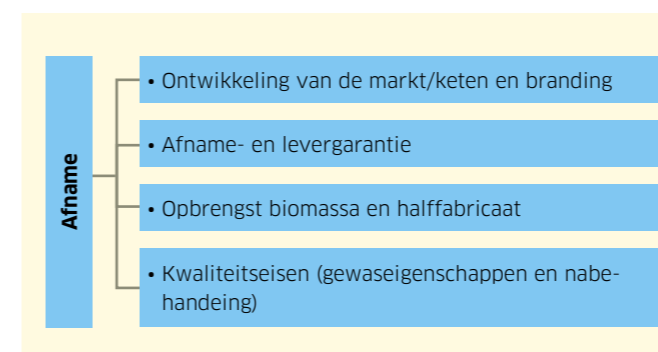 Afname
• Ontwikkeling van de markt/keten en branding
• Afname- en levergarantie
• Opbrengst biomassa en halffabricaat
• Kwaliteitseisen (gewaseigenschappen en nabe-
handeing)